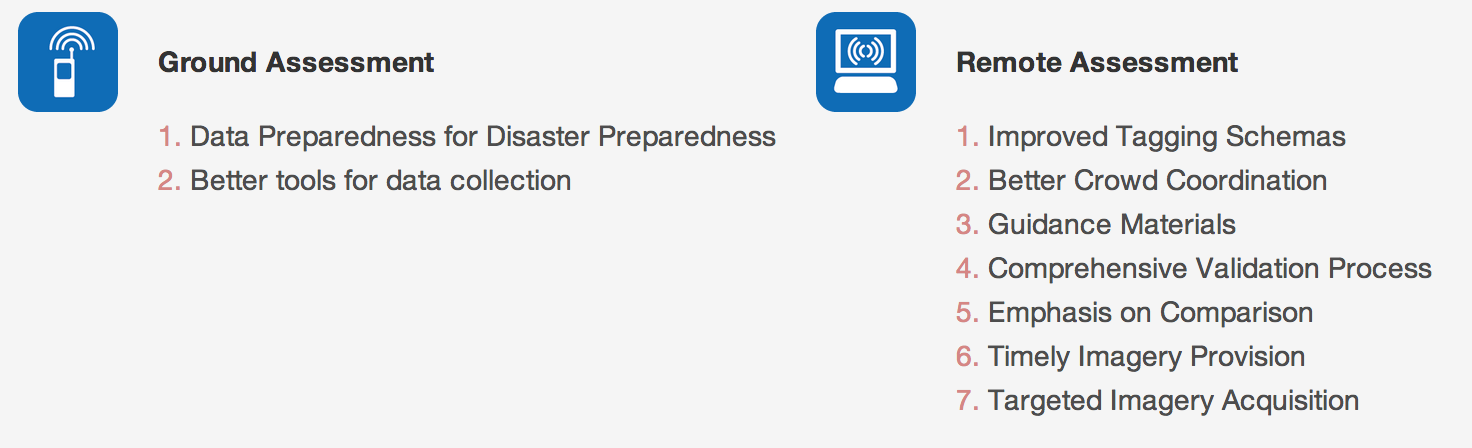 Ground Assessment
1. Data Preparedness for Disaster Preparedness
2. Better tools for data collection
Remote Assessment
1. Improved Tagging Schemas
2. Better Crowd Coordination
3. Guidance Materials
4. Comprehensive Validation Process
5. Emphasis on Comparison
6. Timely Imagery Provision
7. Targeted Imagery Acquisition